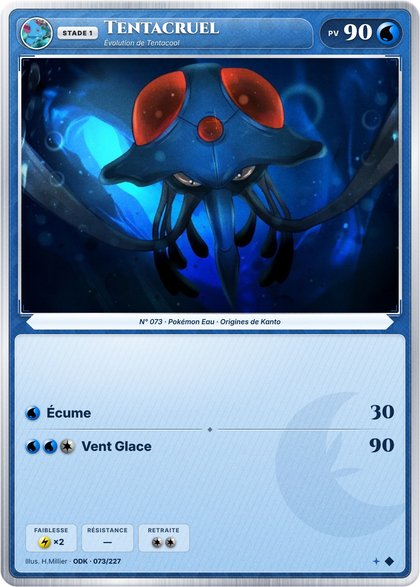 STADE 1
TENTACRUEL
Évolution de Tentacool
PV 90
N° 073 · Pokémon Eau · Origines de Kanto
Écume 30
Vent Glace 90
FAIBLESSE
×2
RÉSISTANCE
—
RETRAITE
Illus. H.Millier · ODK · 073/227